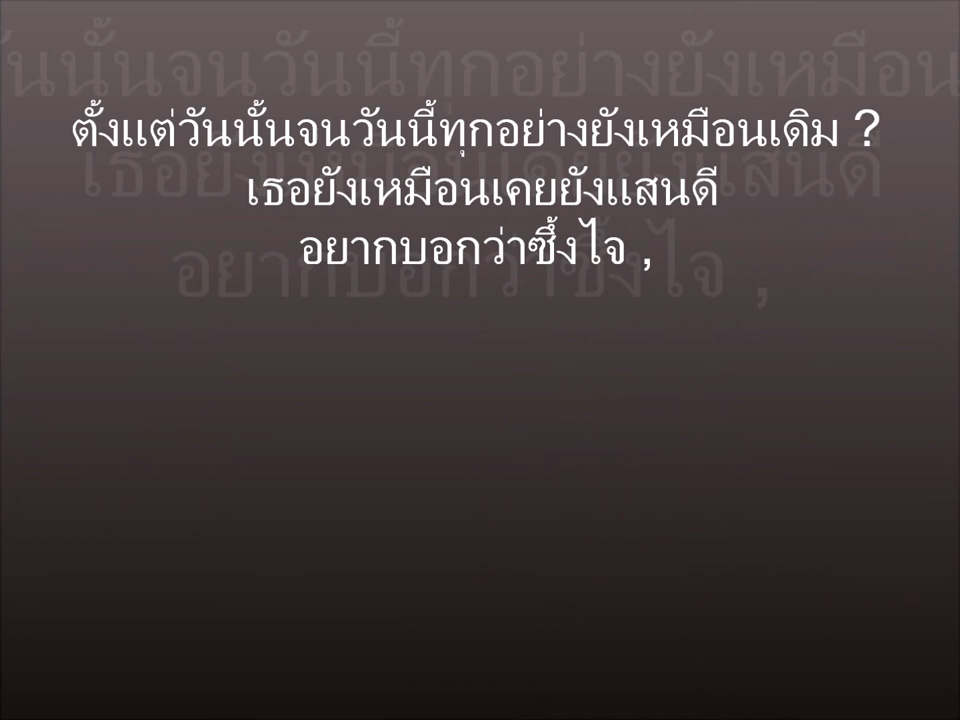 ตั้งแต่วันนั้นจนวันนี้ทุกอย่างยังเหมือนเดิม ?
เธอยังเหมือนเคยยังแสนดี
อยากบอกว่าซึ้งใจ ,